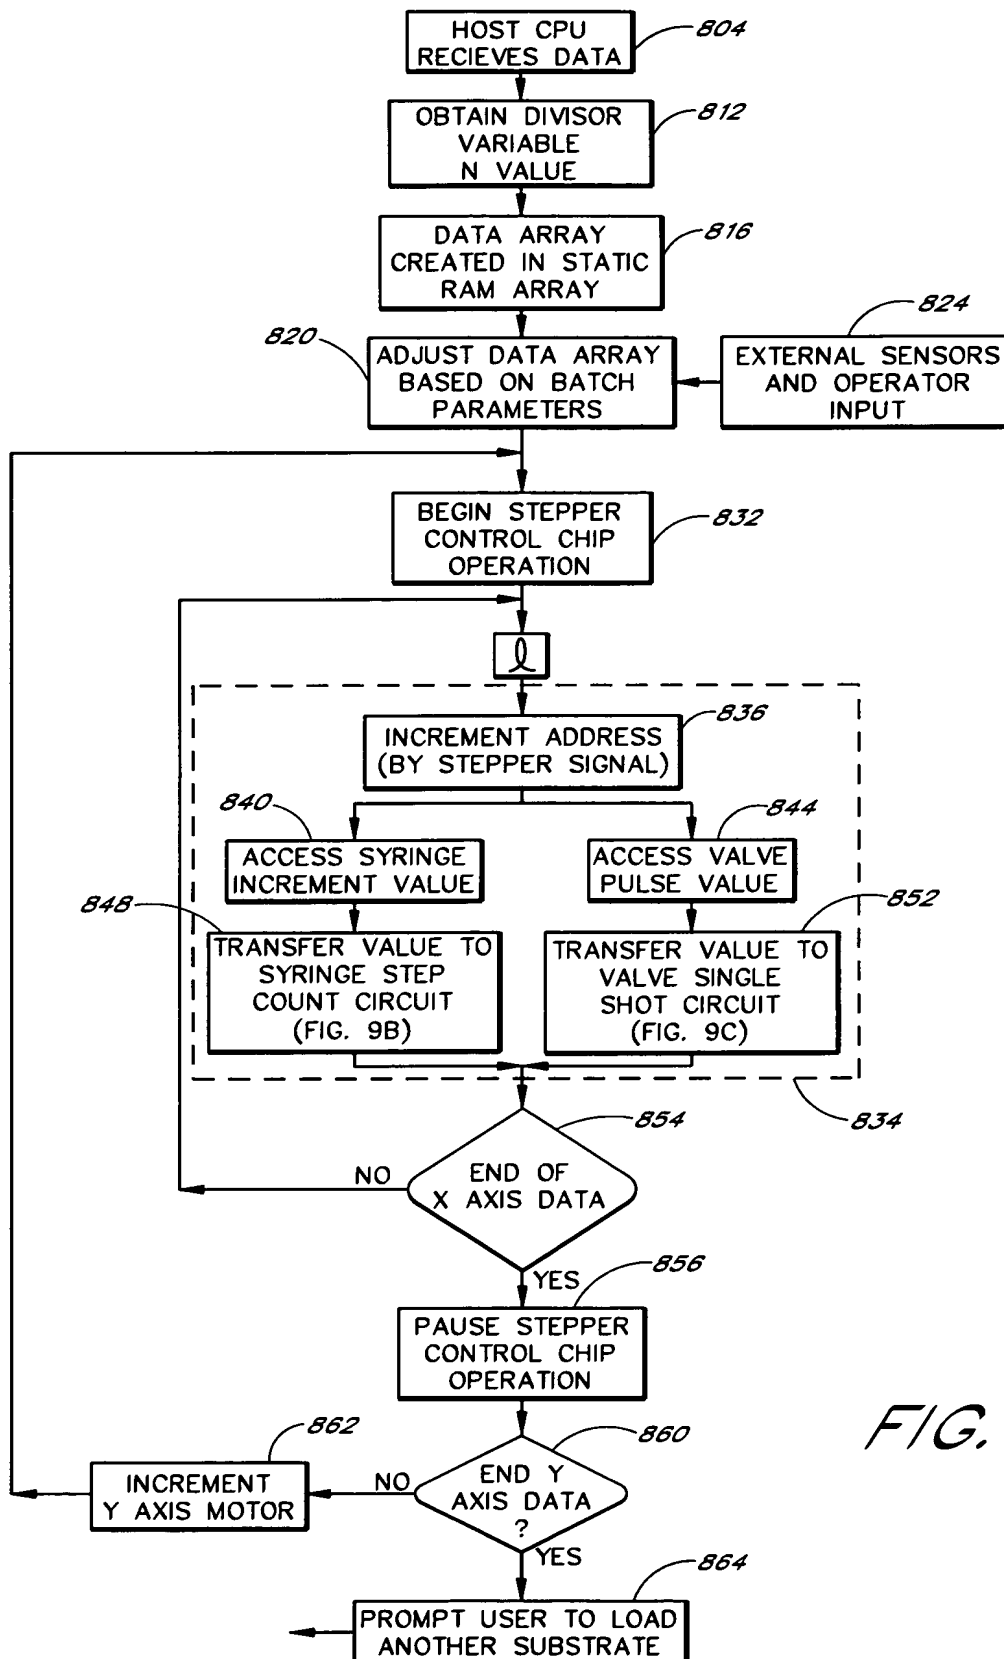 HOST CPU
RECIEVES DATA
804
OBTAIN DIVISOR
VARIABLE
N VALUE
812
DATA ARRAY
CREATED IN STATIC
RAM ARRAY
816
820
ADJUST DATA ARRAY
BASED ON BATCH
PARAMETERS
824
EXTERNAL SENSORS
AND OPERATOR
INPUT
BEGIN STEPPER
CONTROL CHIP
OPERATION
832
l
INCREMENT ADDRESS
(BY STEPPER SIGNAL)
836
840
ACCESS SYRINGE
INCREMENT VALUE
844
ACCESS VALVE
PULSE VALUE
848
TRANSFER VALUE TO
SYRINGE STEP
COUNT CIRCUIT
(FIG. 9B)
852
TRANSFER VALUE TO
VALVE SINGLE
SHOT CIRCUIT
(FIG. 9C)
834
854
END OF
X AXIS DATA
NO
YES
856
PAUSE STEPPER
CONTROL CHIP
OPERATION
860
END Y
AXIS DATA
?
NO
862
INCREMENT
Y AXIS MOTOR
YES
864
PROMPT USER TO LOAD
ANOTHER SUBSTRATE
FIG.